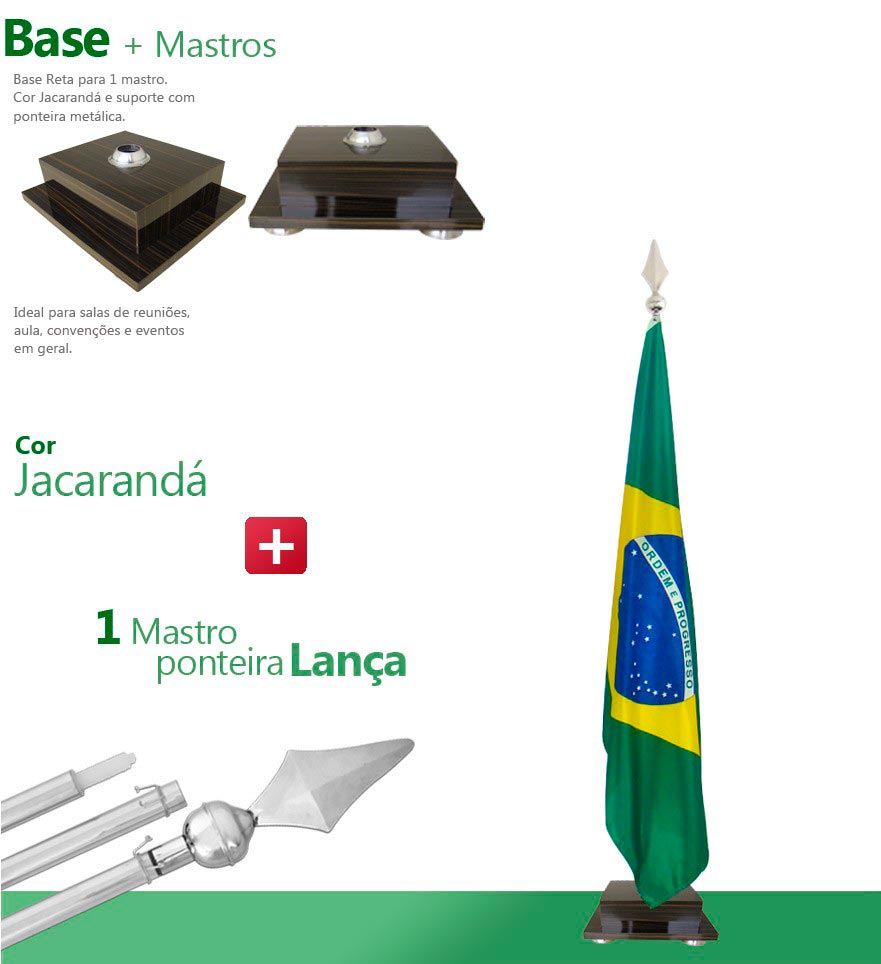 Base + Mastros
Base Reta para 1 mastro.
Cor Jacarandá e suporte com
ponteira metálica.
Ideal para salas de reuniões,
aula, convenções e eventos
em geral.
Cor
Jacarandá
1 Mastro
ponteira Lança
ORDEM E PROGRESSO